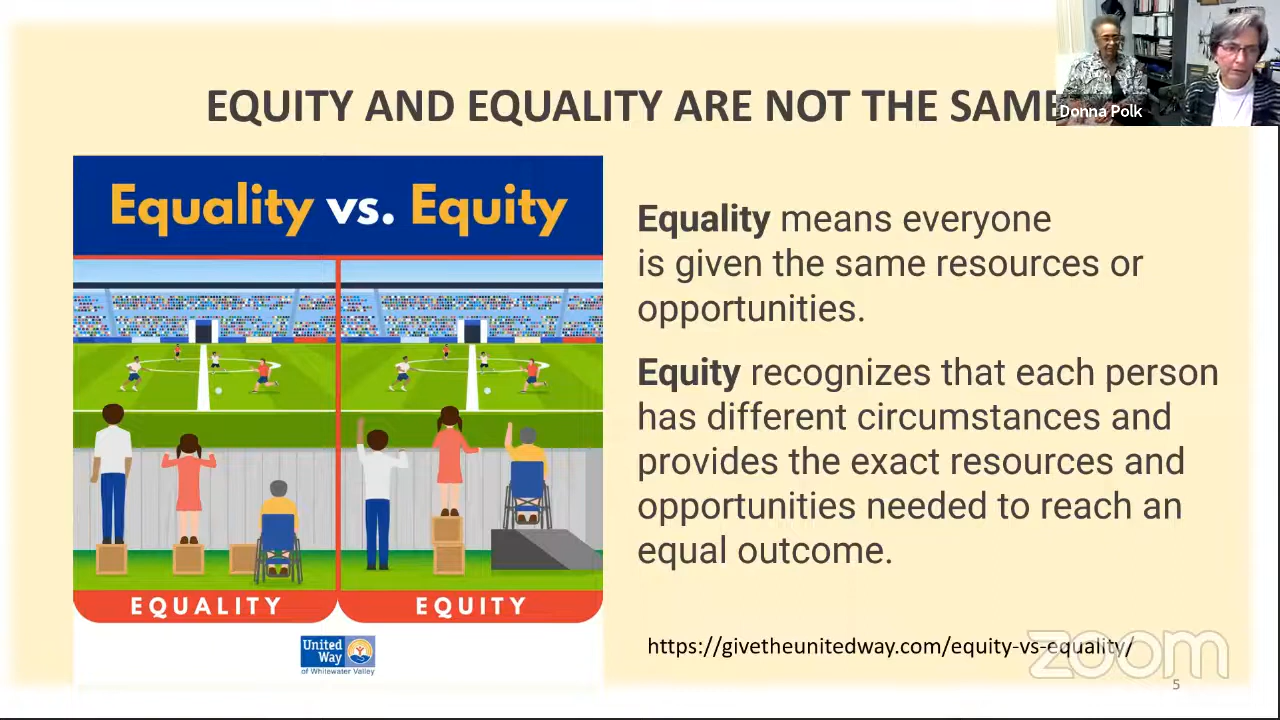 EQUITY AND EQUALITY ARE NOT THE SAME
Donna Polk
Equality vs. Equity
EQUALITY
EQUITY
United
Way
of Whitewater Valley
Equality means everyone
is given the same resources or
opportunities.
Equity recognizes that each person
has different circumstances and
provides the exact resources and
opportunities needed to reach an
equal outcome.
https://givetheunitedway.com/equity-vs-equality/
zoom
5